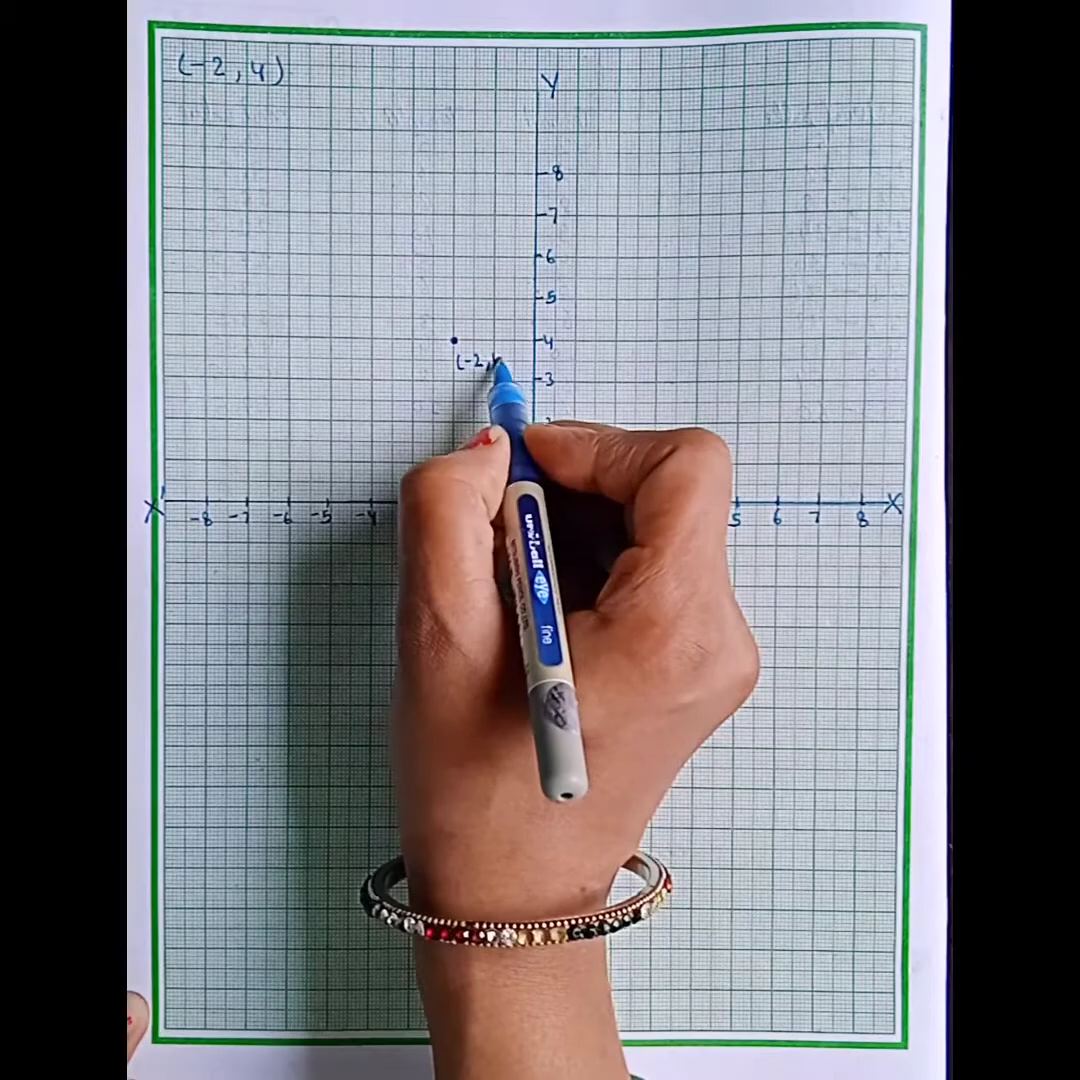 (-2, 4)
Y
8
7
6
5
4
(-2,
3
X' -8 -7 -6 -5 -4 5 6 7 8 X
uni-ball eye
fine